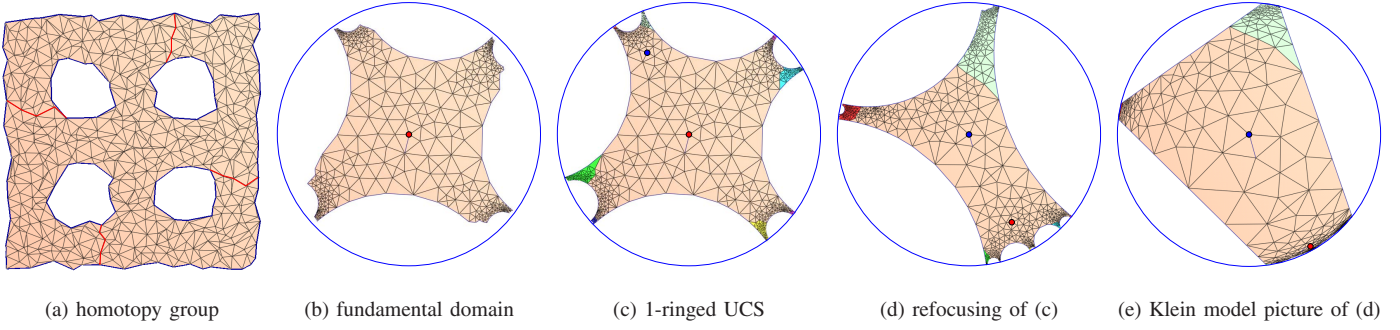 (a) homotopy group
(b) fundamental domain
(c) 1-ringed UCS
(d) refocusing of (c)
(e) Klein model picture of (d)